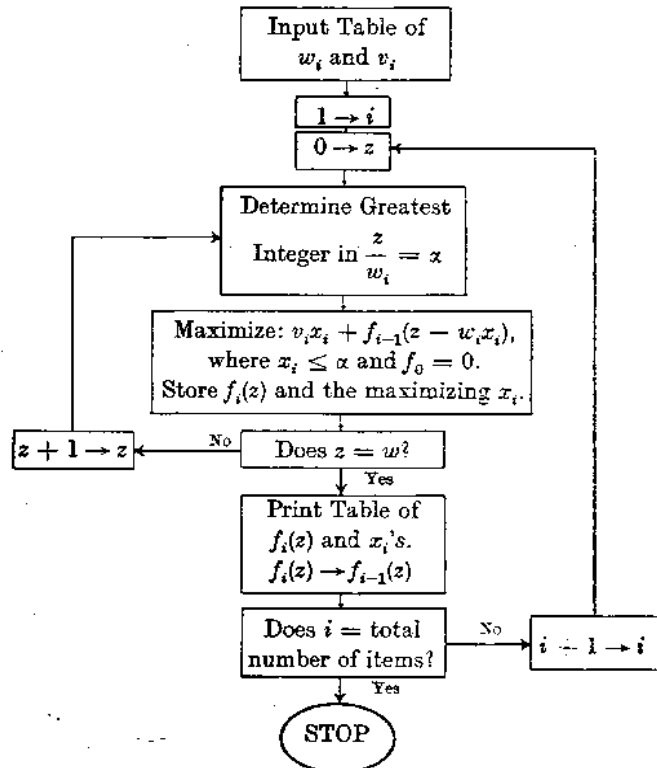 Input Table of
w_i and v_i
1 → i
0 → z
Determine Greatest
Integer in z/w_i = α
Maximize: v_i x_i + f_{i-1}(z − w_i x_i),
where x_i ≤ α and f_0 = 0.
Store f_i(z) and the maximizing x_i.
z + 1 → z
No
Does z = w?
Yes
Print Table of
f_i(z) and x_i's.
f_i(z) → f_{i-1}(z)
Does i = total
number of items?
No
i + 1 → i
Yes
STOP